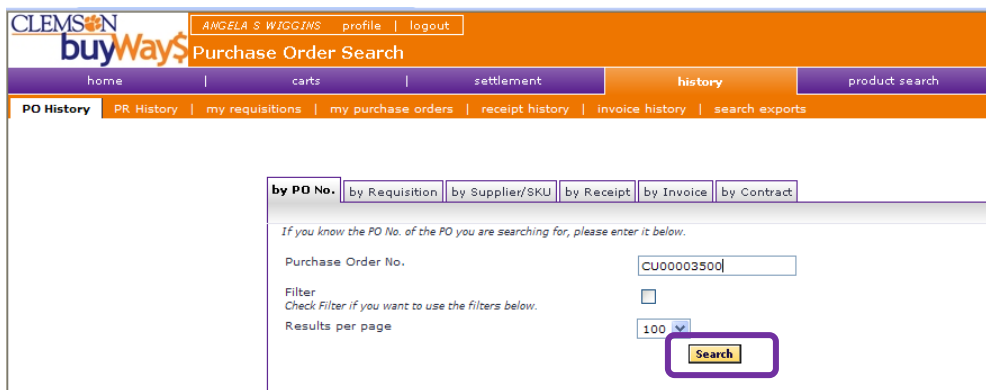 CLEMSON
buyWay$
ANGELA S WIGGINS profile | logout
Purchase Order Search
home | carts | settlement history product search
PO History PR History | my requisitions | my purchase orders | receipt history | invoice history | search exports
by PO No. by Requisition by Supplier/SKU by Receipt by Invoice by Contract
If you know the PO No. of the PO you are searching for, please enter it below.
Purchase Order No. CU00003500
Filter
Check Filter if you want to use the filters below.
Results per page 100
Search